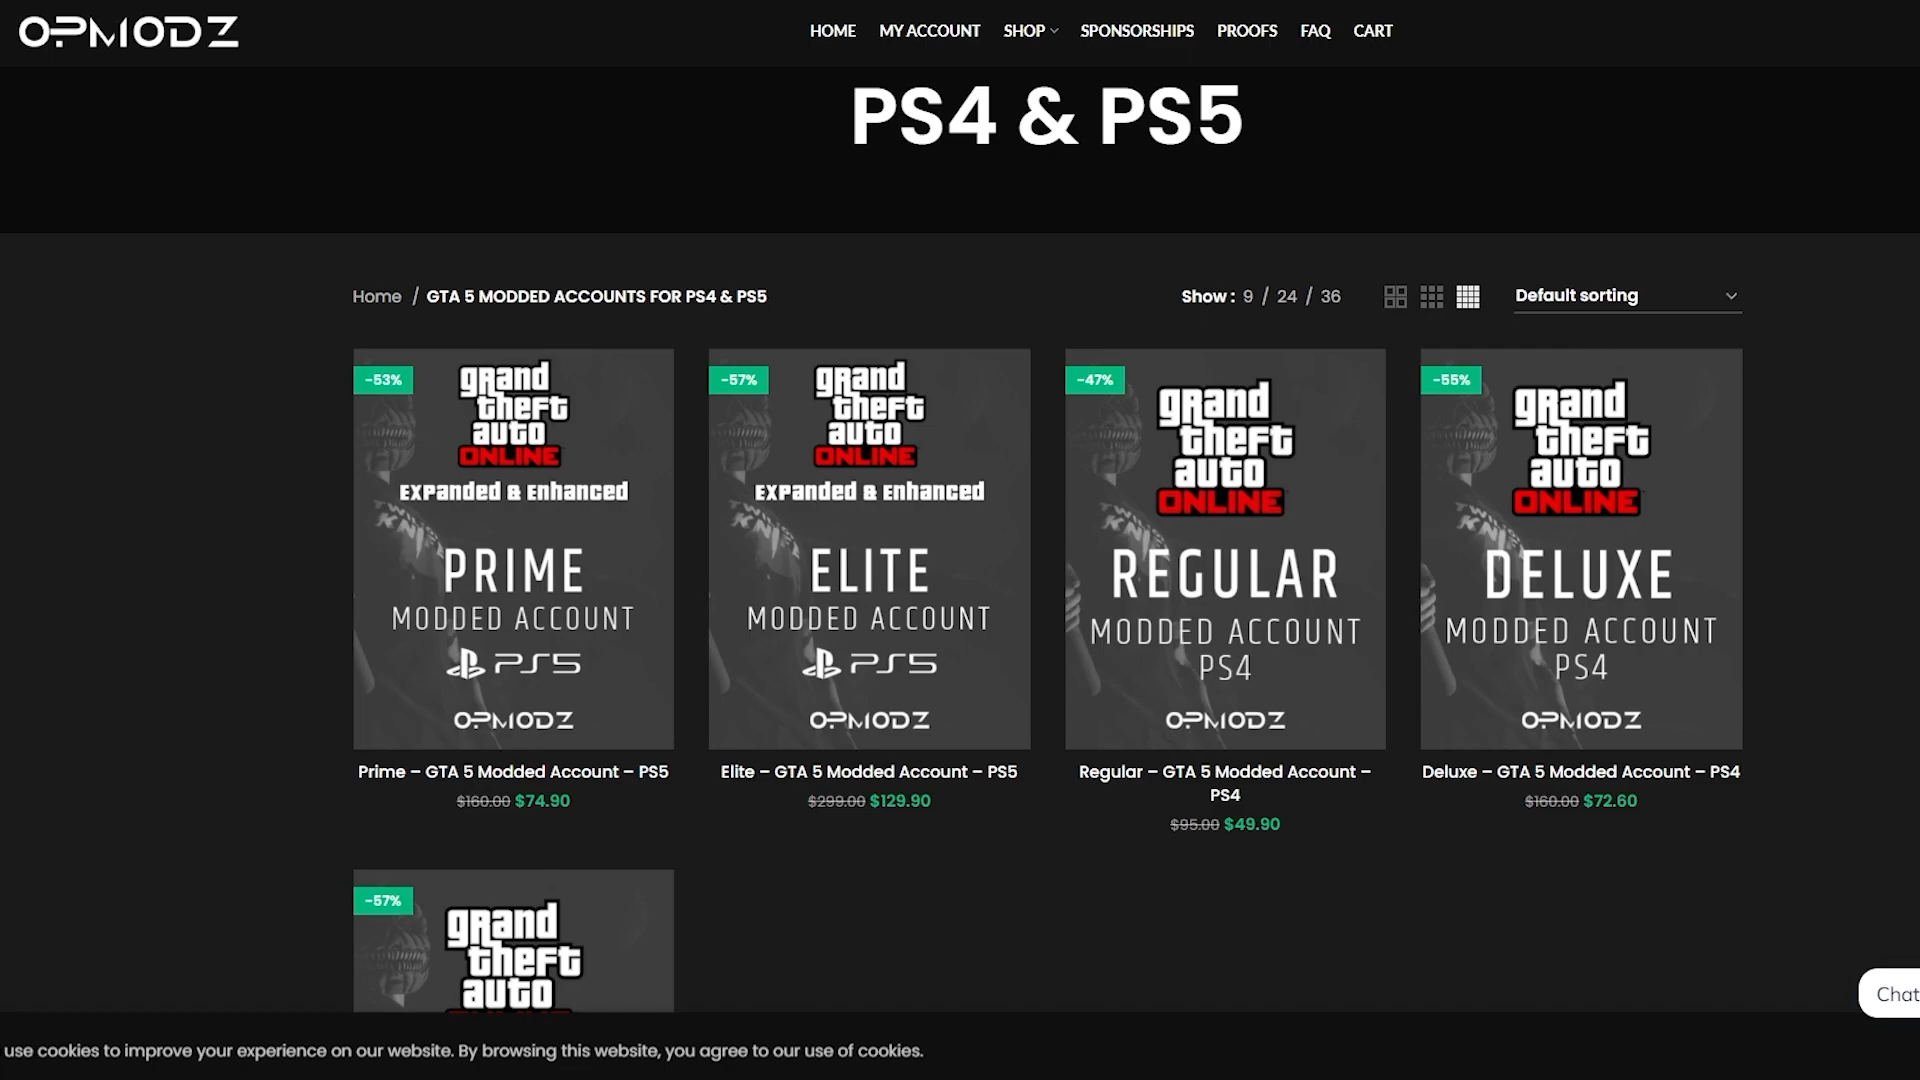 OPMODZ
HOME MY ACCOUNT SHOP SPONSORSHIPS PROOFS FAQ CART
PS4 & PS5
Home / GTA 5 MODDED ACCOUNTS FOR PS4 & PS5
Show : 9 / 24 / 36
Default sorting
-53%
grand
theft
auto
ONLINE
Expanded & Enhanced
PRIME
MODDED ACCOUNT
PS5
OPMODZ
Prime – GTA 5 Modded Account – PS5
$160.00 $74.90
-57%
grand
theft
auto
ONLINE
Expanded & Enhanced
ELITE
MODDED ACCOUNT
PS5
OPMODZ
Elite – GTA 5 Modded Account – PS5
$299.00 $129.90
-47%
grand
theft
auto
ONLINE
REGULAR
MODDED ACCOUNT
PS4
OPMODZ
Regular – GTA 5 Modded Account –
PS4
$95.00 $49.90
-55%
grand
theft
auto
ONLINE
DELUXE
MODDED ACCOUNT
PS4
OPMODZ
Deluxe – GTA 5 Modded Account – PS4
$160.00 $72.60
-57%
grand
theft
auto
Chat
use cookies to improve your experience on our website. By browsing this website, you agree to our use of cookies.